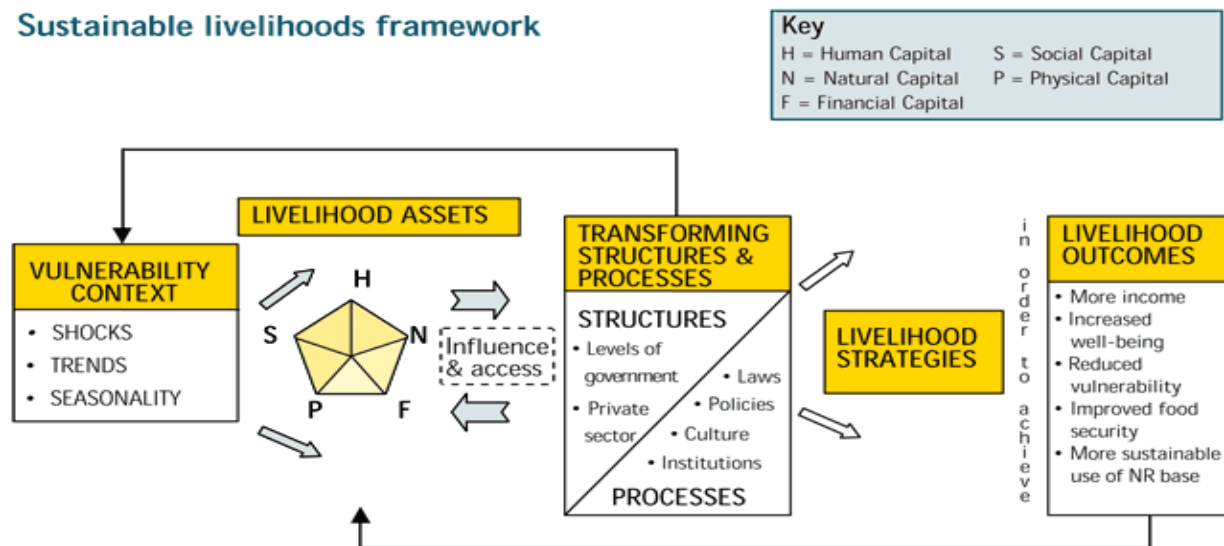 Sustainable livelihoods framework
Key
H = Human Capital
S = Social Capital
N = Natural Capital
P = Physical Capital
F = Financial Capital
LIVELIHOOD ASSETS
VULNERABILITY
CONTEXT
• SHOCKS
• TRENDS
• SEASONALITY
H
S
N
P
F
Influence
& access
TRANSFORMING
STRUCTURES &
PROCESSES
STRUCTURES
• Levels of
government
• Private
sector
• Laws
• Policies
• Culture
• Institutions
PROCESSES
LIVELIHOOD
STRATEGIES
in order to achieve
LIVELIHOOD
OUTCOMES
• More income
• Increased
well-being
• Reduced
vulnerability
• Improved food
security
• More sustainable
use of NR base